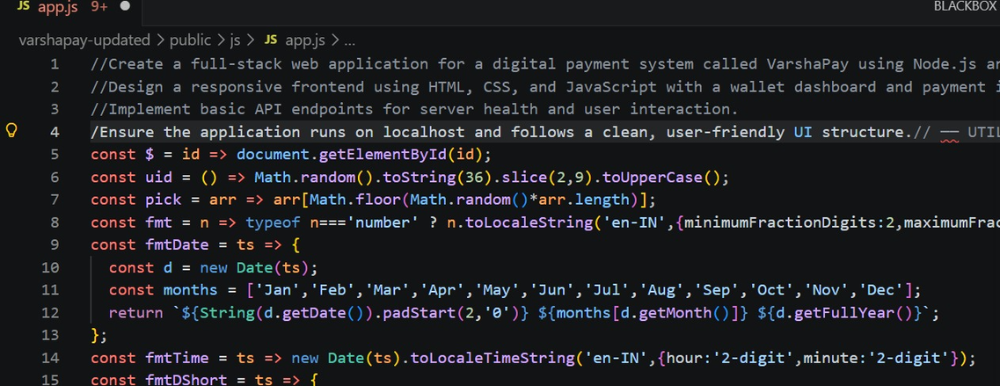 JS app.js 9+ ●
BLACKBOX
varshapay-updated > public > js > JS app.js > ...
1 //Create a full-stack web application for a digital payment system called VarshaPay using Node.js
2 //Design a responsive frontend using HTML, CSS, and JavaScript with a wallet dashboard and payment
3 //Implement basic API endpoints for server health and user interaction.
4 /Ensure the application runs on localhost and follows a clean, user-friendly UI structure.// ── UTIL
5 const $ = id => document.getElementById(id);
6 const uid = () => Math.random().toString(36).slice(2,9).toUpperCase();
7 const pick = arr => arr[Math.floor(Math.random()*arr.length)];
8 const fmt = n => typeof n==='number' ? n.toLocaleString('en-IN',{minimumFractionDigits:2,maximumFrac
9 const fmtDate = ts => {
10 const d = new Date(ts);
11 const months = ['Jan','Feb','Mar','Apr','May','Jun','Jul','Aug','Sep','Oct','Nov','Dec'];
12 return `${String(d.getDate()).padStart(2,'0')} ${months[d.getMonth()]} ${d.getFullYear()}`;
13 };
14 const fmtTime = ts => new Date(ts).toLocaleTimeString('en-IN',{hour:'2-digit',minute:'2-digit'});
15 const fmtDShort = ts => {